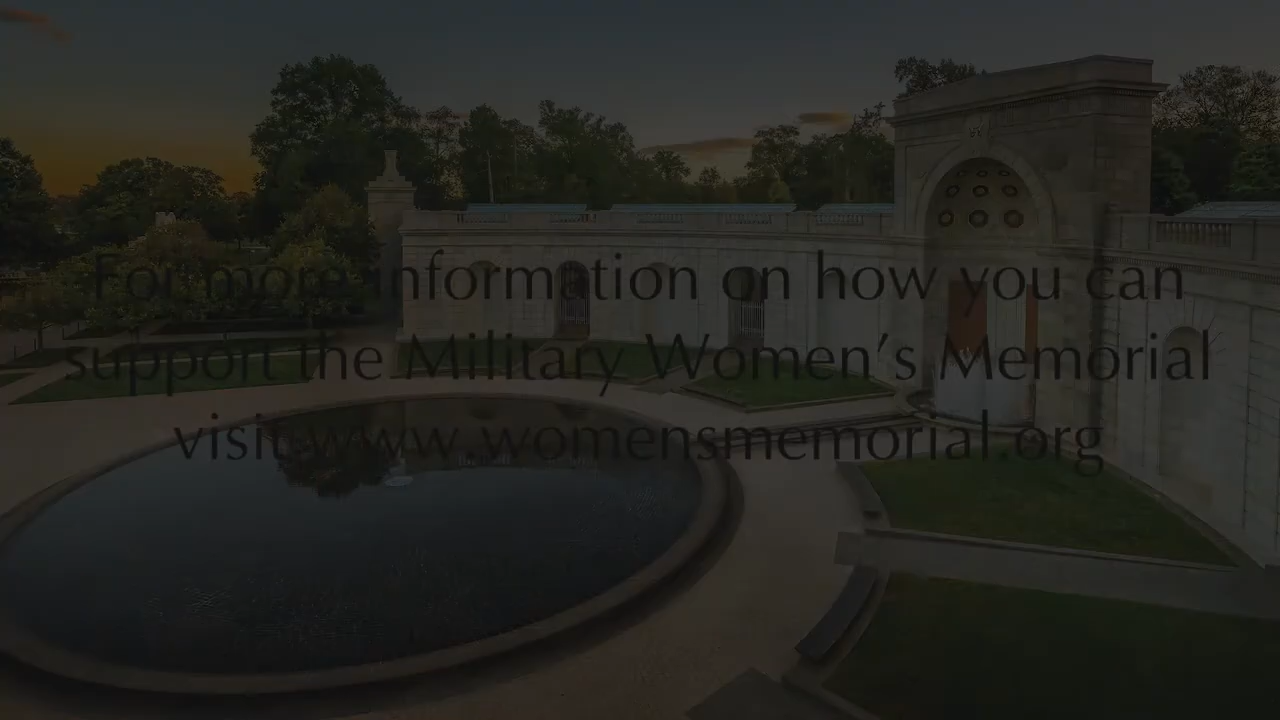 For more information on how you can
support the Military Women's Memorial
visit www.womensmemorial.org